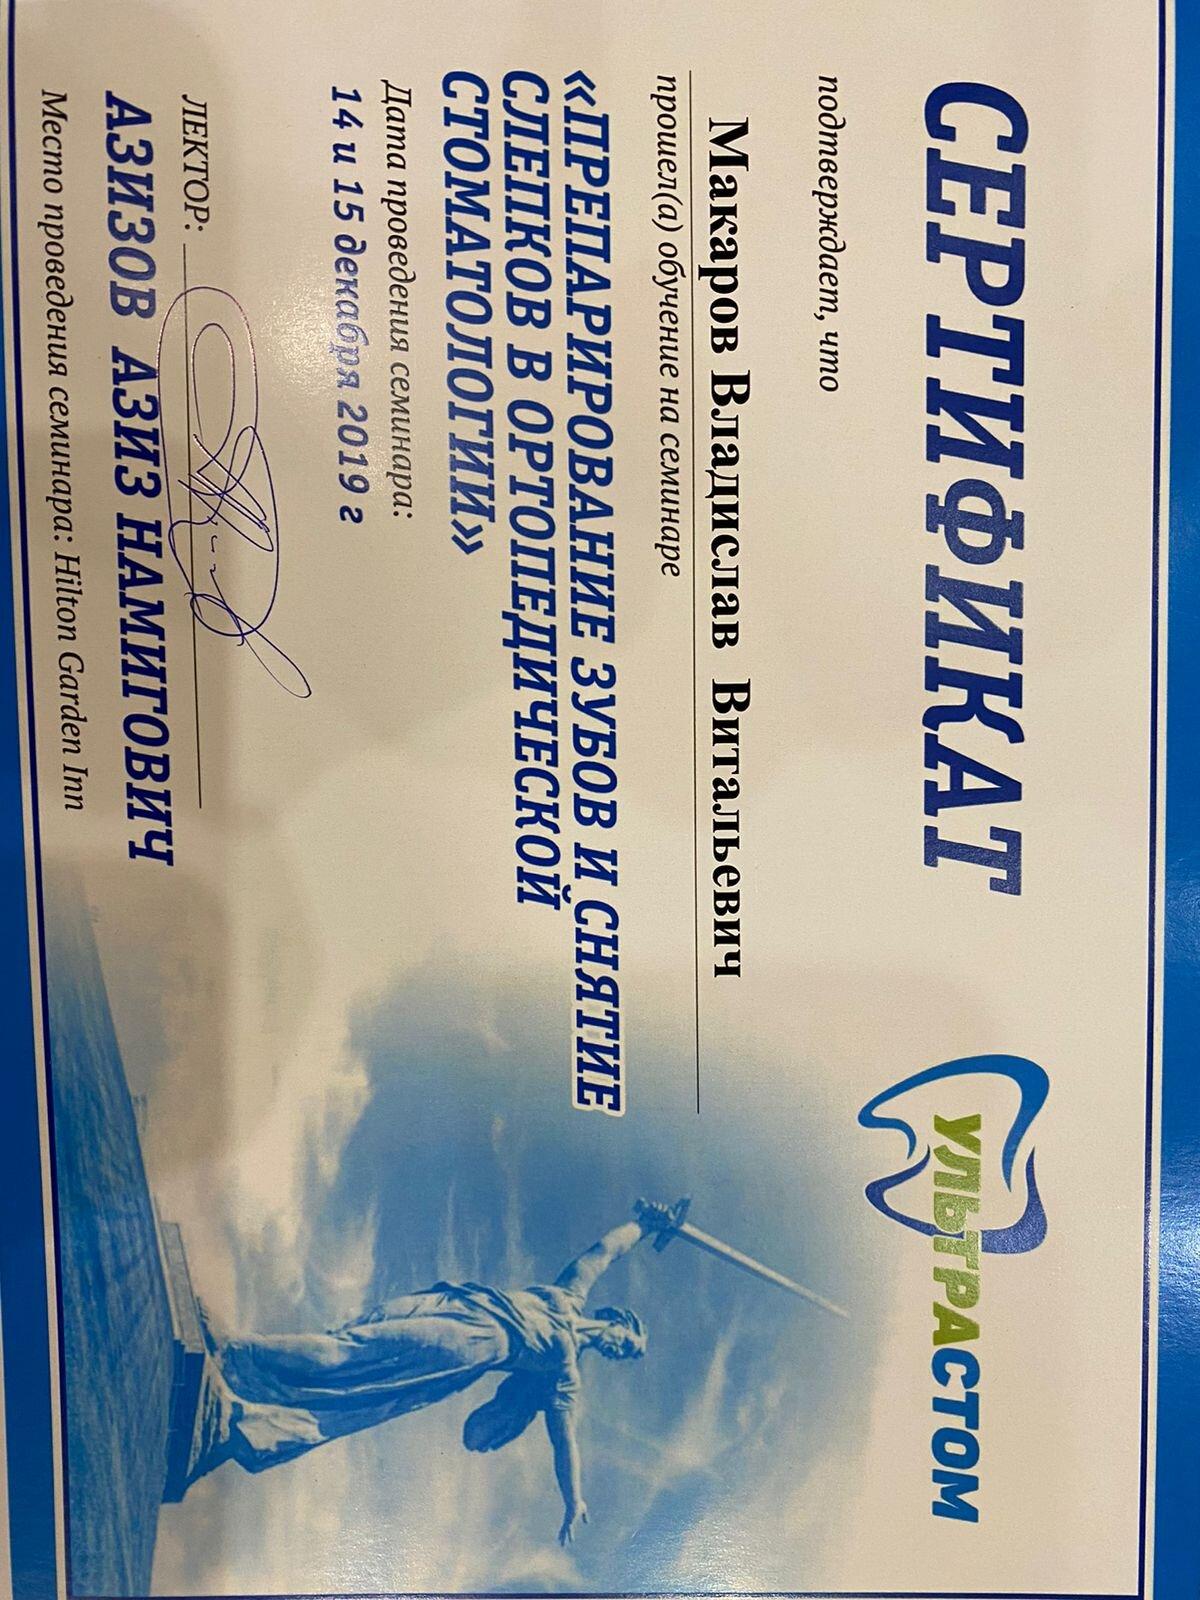 СЕРТИФИКАТ
УЛЬТРАСТОМ
подтверждает, что
Макаров Владислав Витальевич
прошел(а) обучение на семинаре
«ПРЕПАРИРОВАНИЕ ЗУБОВ И СНЯТИЕ
СЛЕПКОВ В ОРТОПЕДИЧЕСКОЙ
СТОМАТОЛОГИИ»
Дата проведения семинара:
14 и 15 декабря 2019 г
ЛЕКТОР:
АЗИЗОВ АЗИЗ НАМИГОВИЧ
Место проведения семинара: Hilton Garden Inn